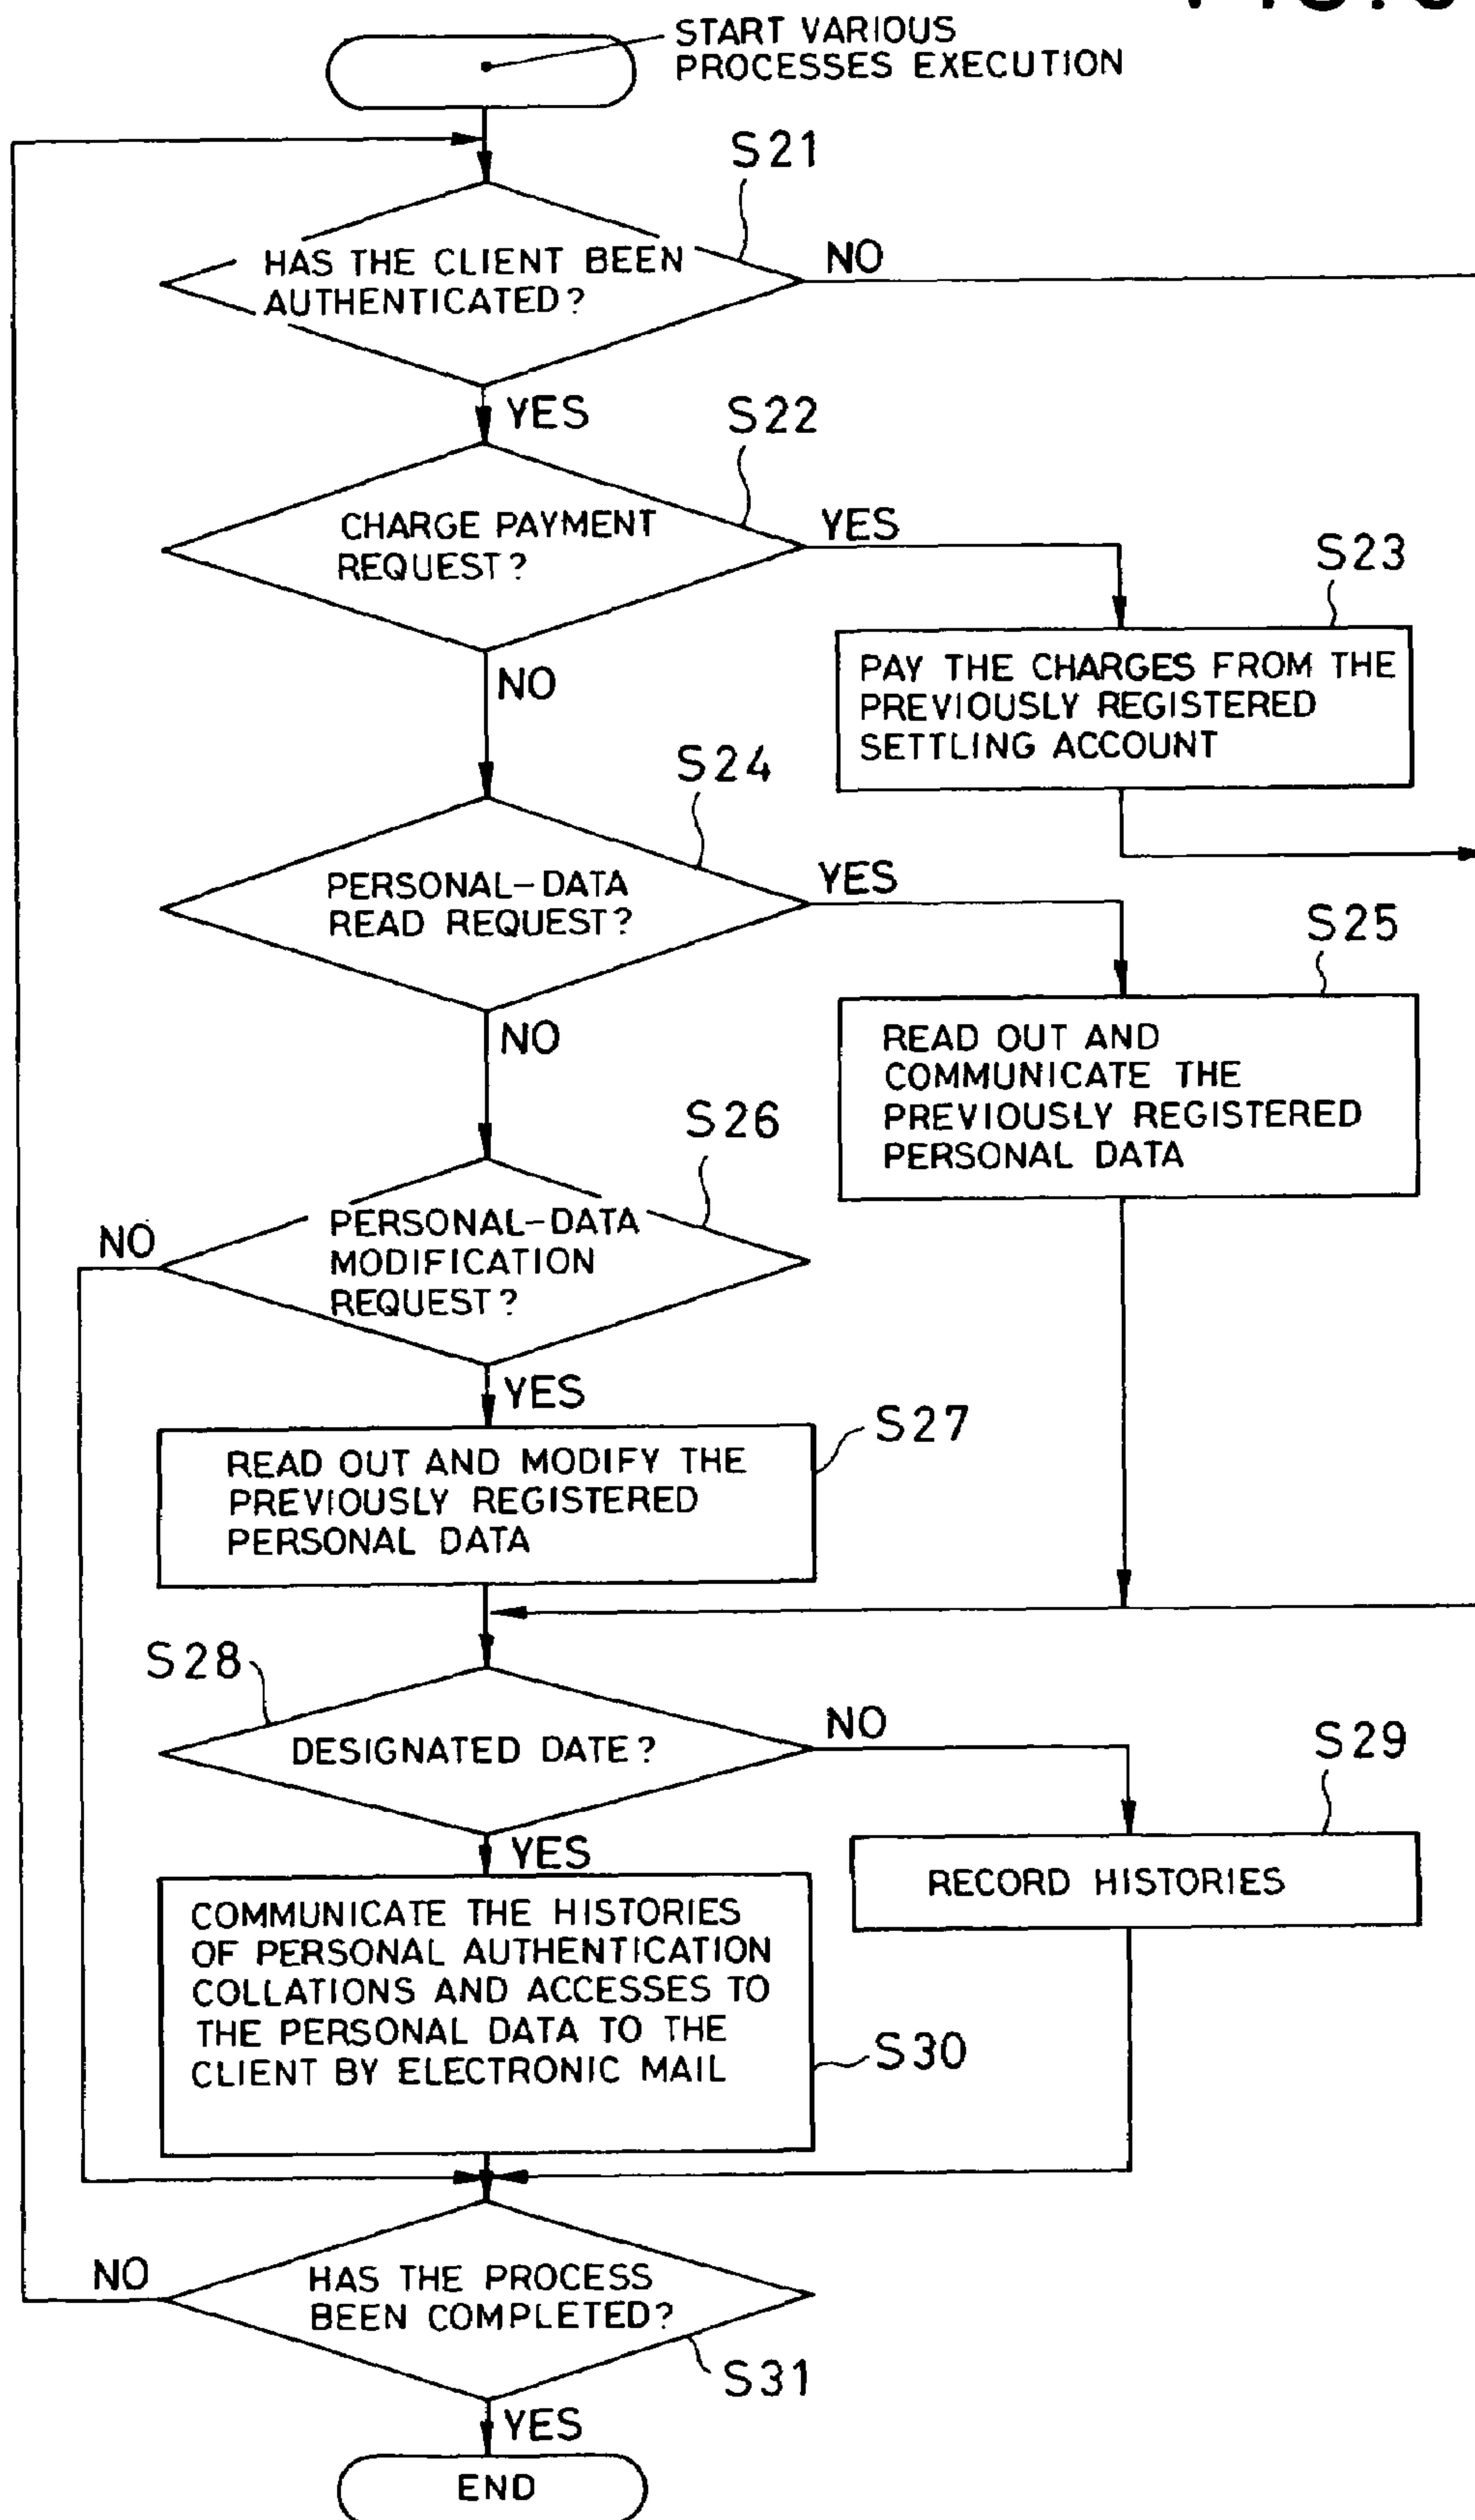 START VARIOUS
PROCESSES EXECUTION
S21
HAS THE CLIENT BEEN
AUTHENTICATED?
NO
YES
S22
CHARGE PAYMENT
REQUEST?
YES
S23
PAY THE CHARGES FROM THE
PREVIOUSLY REGISTERED
SETTLING ACCOUNT
NO
S24
PERSONAL-DATA
READ REQUEST?
YES
S25
READ OUT AND
COMMUNICATE THE
PREVIOUSLY REGISTERED
PERSONAL DATA
NO
S26
PERSONAL-DATA
MODIFICATION
REQUEST?
NO
YES
S27
READ OUT AND MODIFY THE
PREVIOUSLY REGISTERED
PERSONAL DATA
S28
DESIGNATED DATE?
NO
S29
RECORD HISTORIES
YES
COMMUNICATE THE HISTORIES
OF PERSONAL AUTHENTICATION
COLLATIONS AND ACCESSES TO
THE PERSONAL DATA TO THE
CLIENT BY ELECTRONIC MAIL
S30
NO
HAS THE PROCESS
BEEN COMPLETED?
S31
YES
END